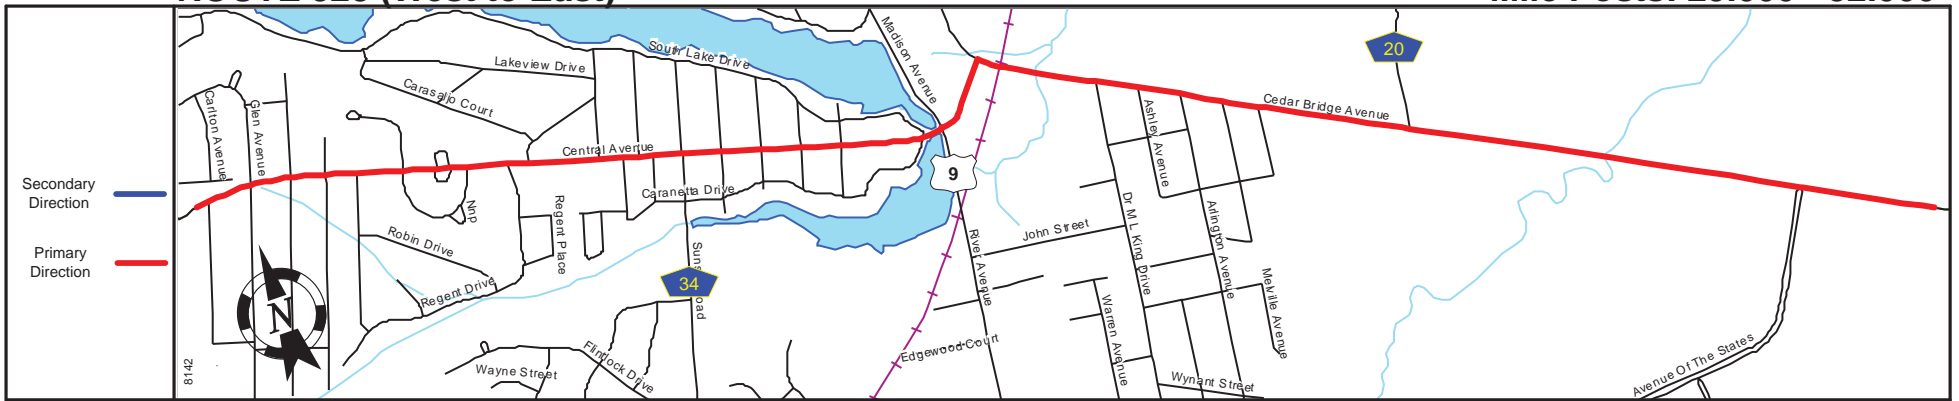 Secondary
Direction
Primary
Direction
8142
N
Carlton Avenue
Glen Avenue
Lakeview Drive
Carasaljo Court
South Lake Drive
Madison Avenue
Central Avenue
Caranetta Drive
Nnp
Regent Place
Robin Drive
Regent Drive
34
Wayne Street
Flintlock Drive
9
River Avenue
John Street
Edgewood Court
Dr M L King Drive
Ashley Avenue
Arlington Avenue
Melville Avenue
Warren Avenue
Wynant Street
Cedar Bridge Avenue
20
Avenue Of The States